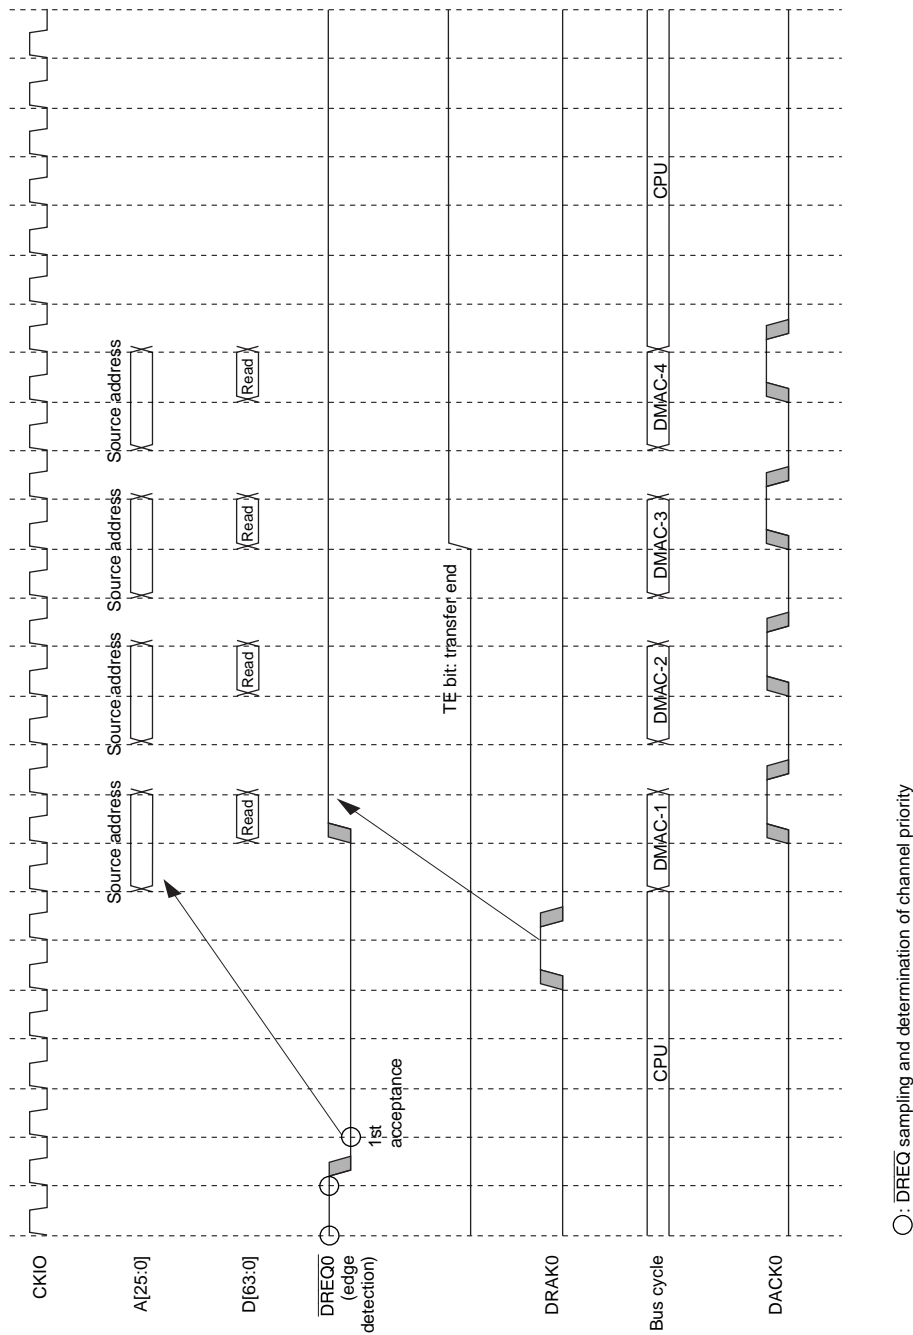 CKIO
Source address
Source address
Source address
Source address
A[25:0]
Read
Read
Read
Read
D[63:0]
DREQ0
(edge
detection)
1st
acceptance
TE bit: transfer end
DRAK0
CPU
DMAC-1
DMAC-2
DMAC-3
DMAC-4
CPU
Bus cycle
DACK0
: DREQ sampling and determination of channel priority